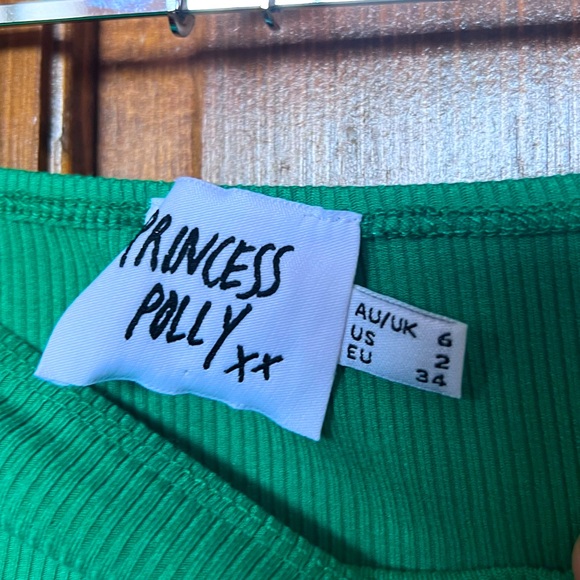 PRINCESS
POLLY
xx
AU/UK 6
US 2
EU 34